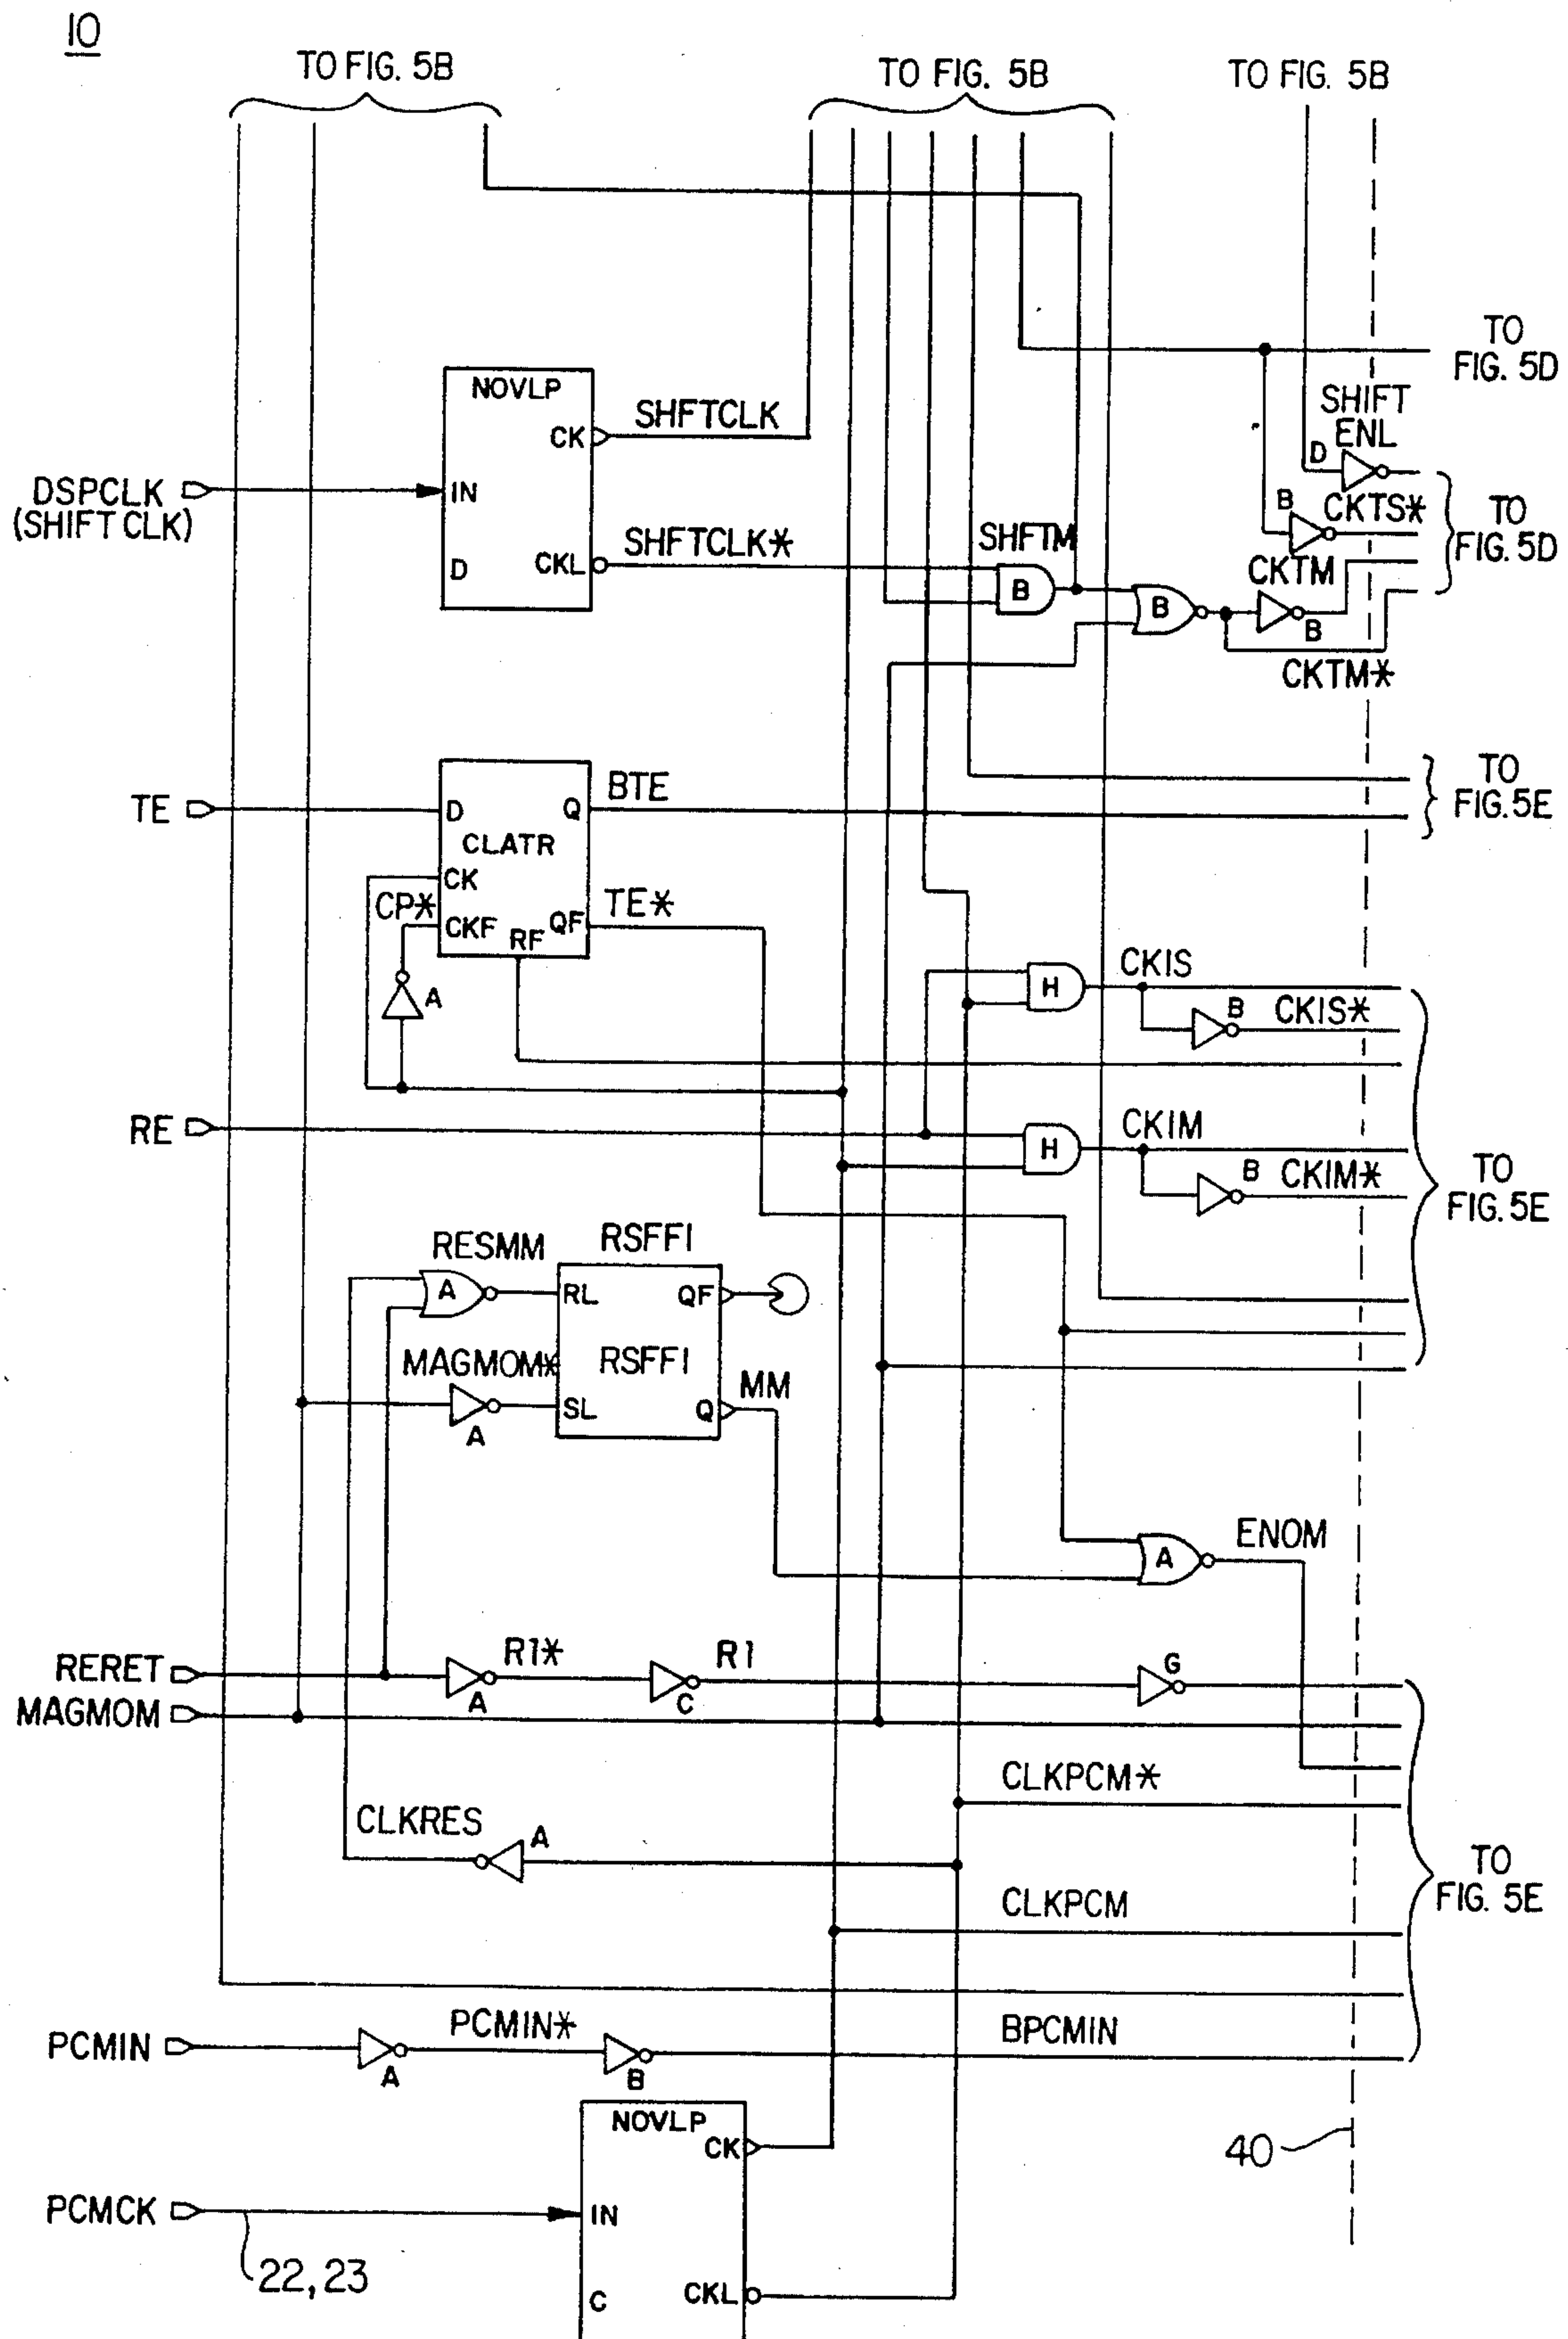 10
TO FIG. 5B
TO FIG. 5B
TO FIG. 5B
TO
FIG. 5D
NOVLP
CK
SHFTCLK
SHIFT
ENL
D
DSPCLK
(SHIFT CLK)
IN
B
CKTS*
TO
FIG. 5D
D
CKL
SHFTCLK*
SHFTM
B
CKTM
B
B
CKTM*
TE
D
Q
BTE
CLATR
CK
TO
FIG. 5E
CP*
CKF
RF
QF
TE*
A
H
CKIS
B
CKIS*
RE
H
CKIM
B
CKIM*
TO
FIG. 5E
RESMM
RSFF1
A
RL
QF
MAGMOM*
RSFF1
A
SL
Q
MM
A
ENOM
RERET
A
R1*
C
R1
G
MAGMOM
CLKPCM*
CLKRES
A
TO
FIG. 5E
CLKPCM
PCMIN
A
PCMIN*
B
BPCMIN
NOVLP
CK
40
PCMCK
IN
22, 23
C
CKL